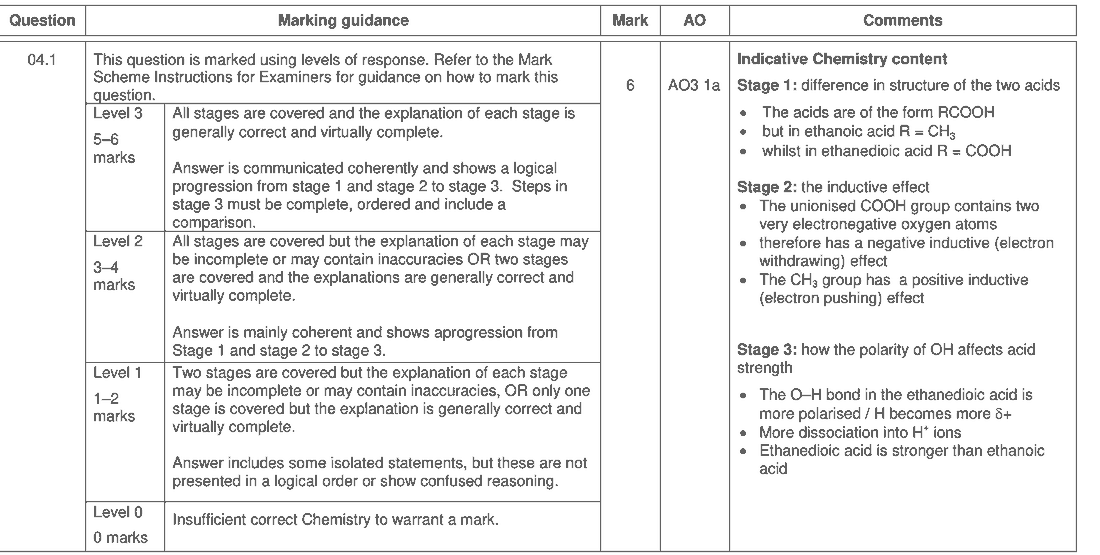 Question Marking guidance Mark AO Comments
04.1
This question is marked using levels of response. Refer to the Mark
Scheme Instructions for Examiners for guidance on how to mark this
question.
6
AO3 1a
Level 3
5–6
marks
All stages are covered and the explanation of each stage is
generally correct and virtually complete.
Answer is communicated coherently and shows a logical
progression from stage 1 and stage 2 to stage 3. Steps in
stage 3 must be complete, ordered and include a
comparison.
Level 2
3–4
marks
All stages are covered but the explanation of each stage may
be incomplete or may contain inaccuracies OR two stages
are covered and the explanations are generally correct and
virtually complete.
Answer is mainly coherent and shows aprogression from
Stage 1 and stage 2 to stage 3.
Level 1
1–2
marks
Two stages are covered but the explanation of each stage
may be incomplete or may contain inaccuracies, OR only one
stage is covered but the explanation is generally correct and
virtually complete.
Answer includes some isolated statements, but these are not
presented in a logical order or show confused reasoning.
Level 0
0 marks
Insufficient correct Chemistry to warrant a mark.
Indicative Chemistry content
Stage 1: difference in structure of the two acids
• The acids are of the form RCOOH
• but in ethanoic acid R = CH₃
• whilst in ethanedioic acid R = COOH
Stage 2: the inductive effect
• The unionised COOH group contains two
very electronegative oxygen atoms
• therefore has a negative inductive (electron
withdrawing) effect
• The CH₃ group has a positive inductive
(electron pushing) effect
Stage 3: how the polarity of OH affects acid
strength
• The O–H bond in the ethanedioic acid is
more polarised / H becomes more δ+
• More dissociation into H⁺ ions
• Ethanedioic acid is stronger than ethanoic
acid